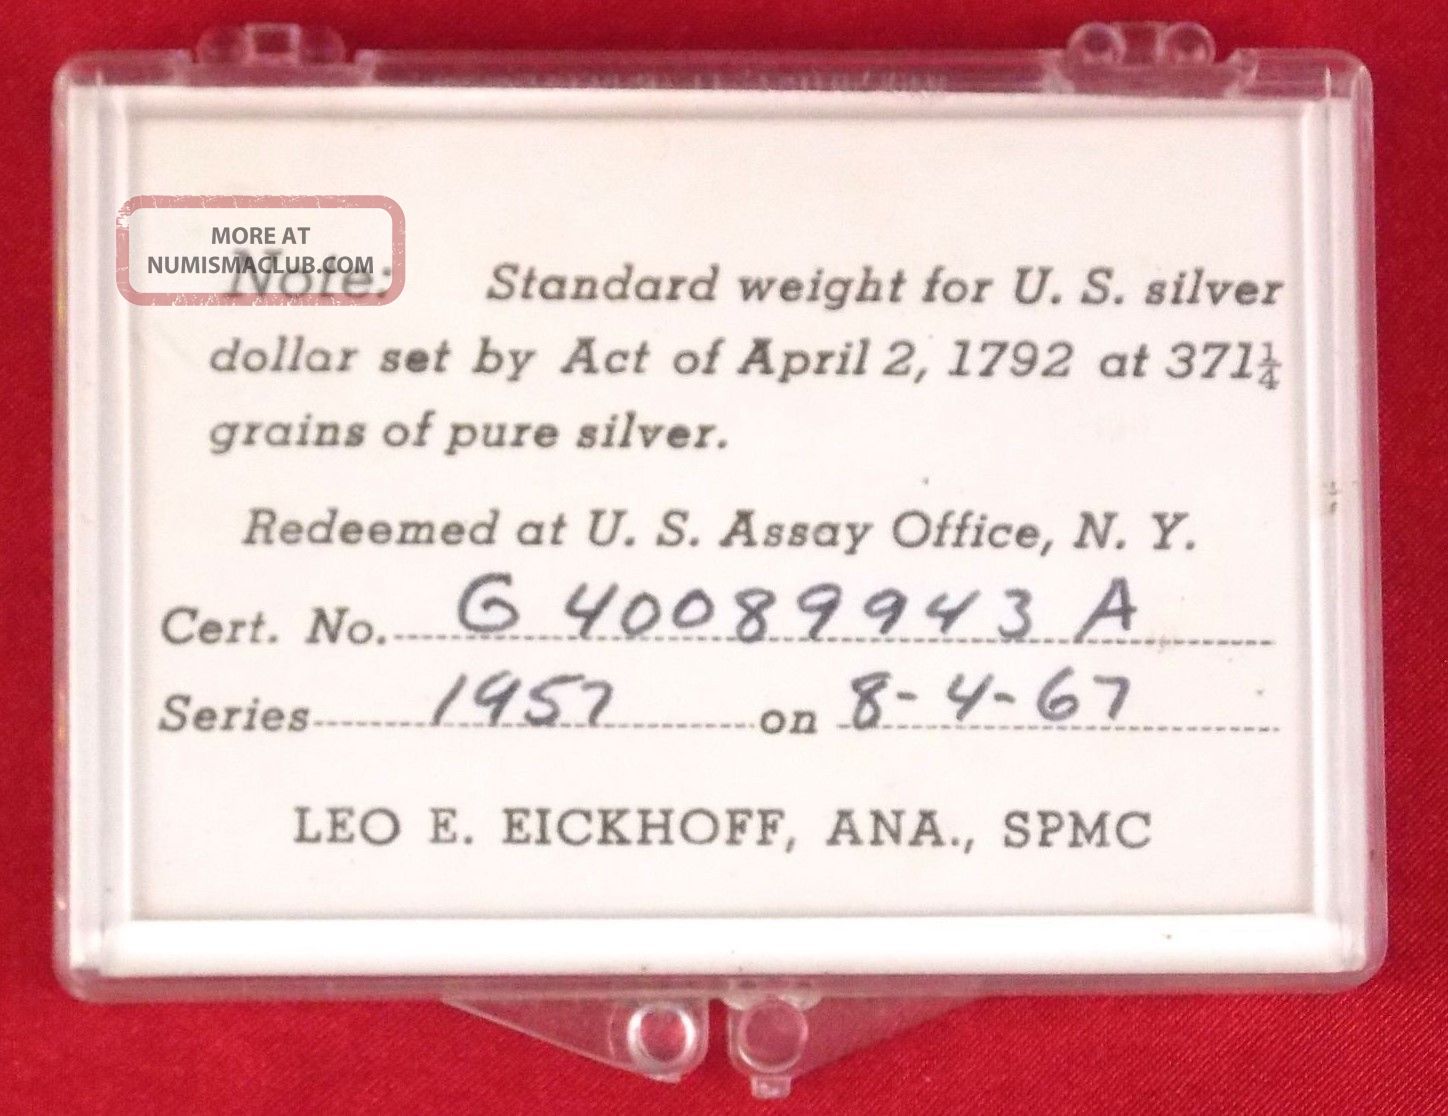 MORE AT
NUMISMACLUB.COM
Note: Standard weight for U. S. silver
dollar set by Act of April 2, 1792 at 371¼
grains of pure silver.
Redeemed at U. S. Assay Office, N. Y.
Cert. No. G 40089943 A
Series 1957 on 8-4-67
LEO E. EICKHOFF, ANA., SPMC